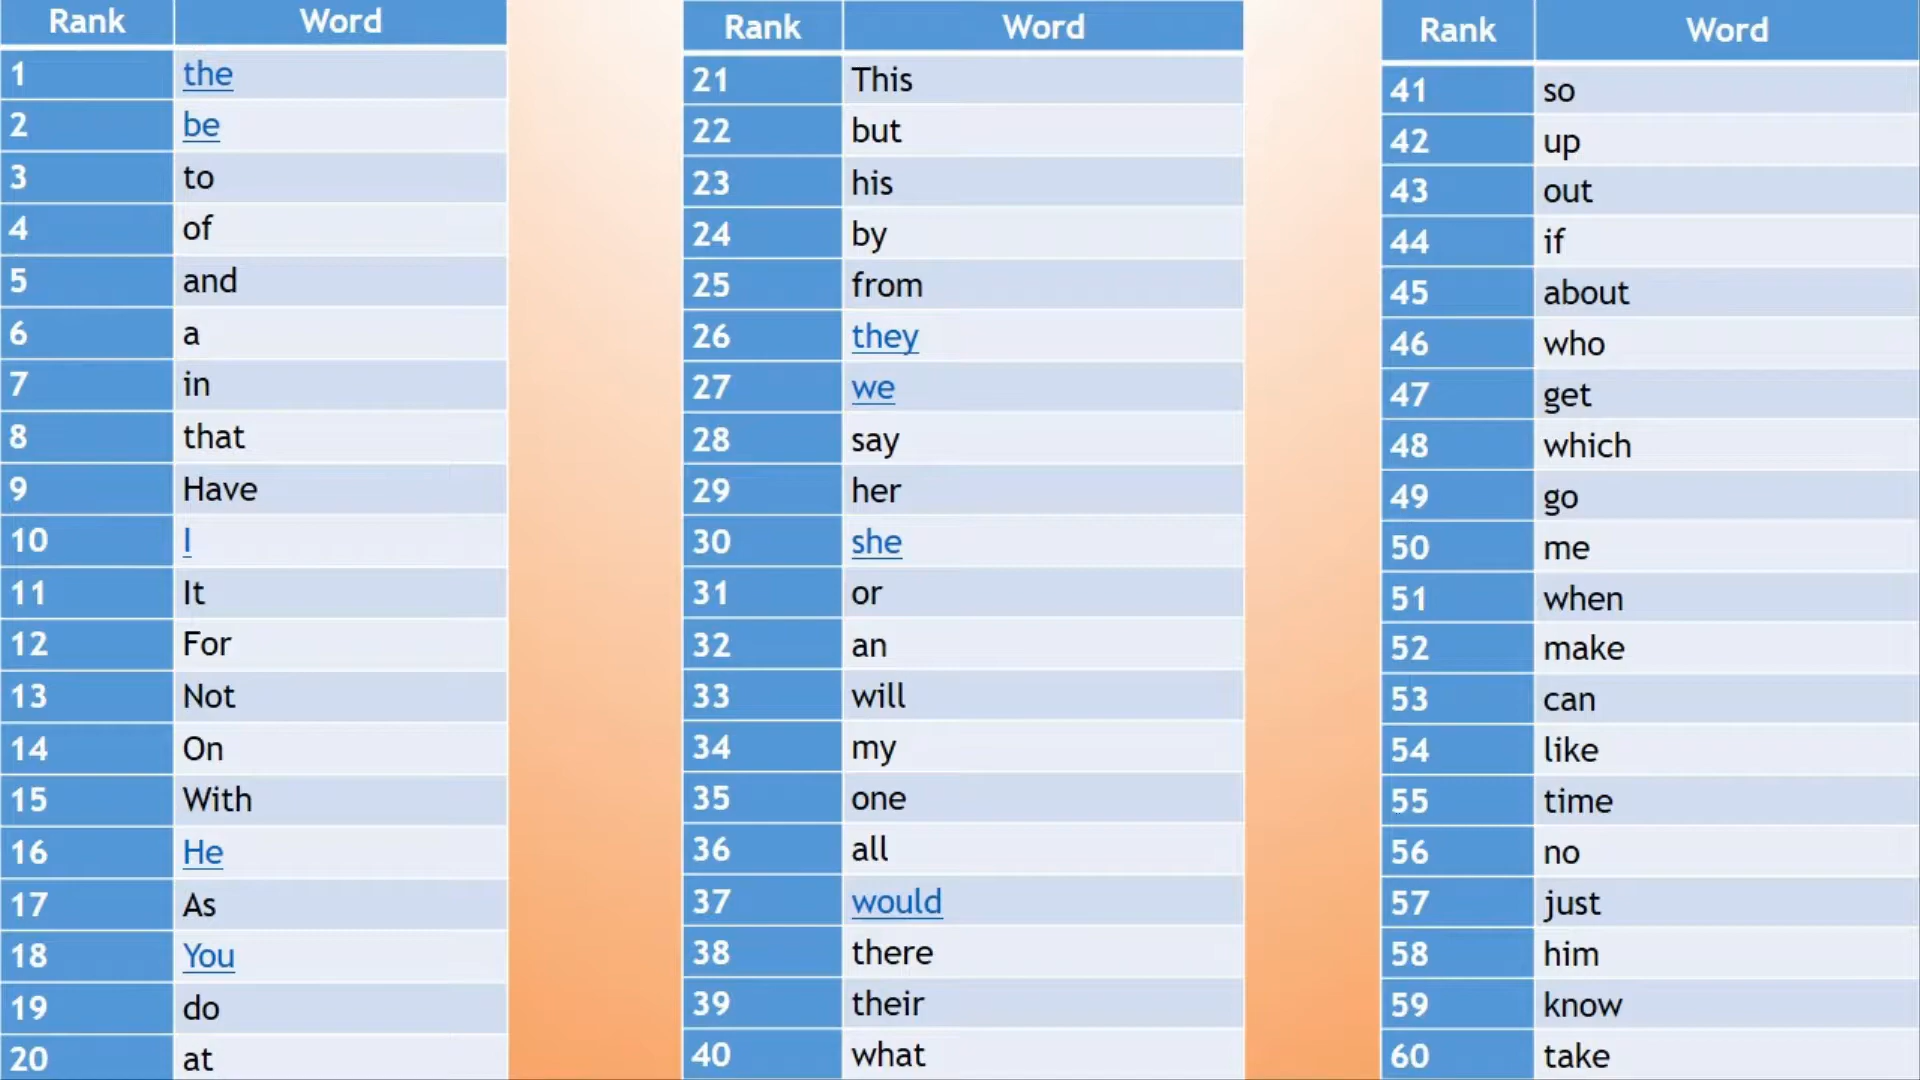 Rank Word
1 the
2 be
3 to
4 of
5 and
6 a
7 in
8 that
9 Have
10 I
11 It
12 For
13 Not
14 On
15 With
16 He
17 As
18 You
19 do
20 at
Rank Word
21 This
22 but
23 his
24 by
25 from
26 they
27 we
28 say
29 her
30 she
31 or
32 an
33 will
34 my
35 one
36 all
37 would
38 there
39 their
40 what
Rank Word
41 so
42 up
43 out
44 if
45 about
46 who
47 get
48 which
49 go
50 me
51 when
52 make
53 can
54 like
55 time
56 no
57 just
58 him
59 know
60 take